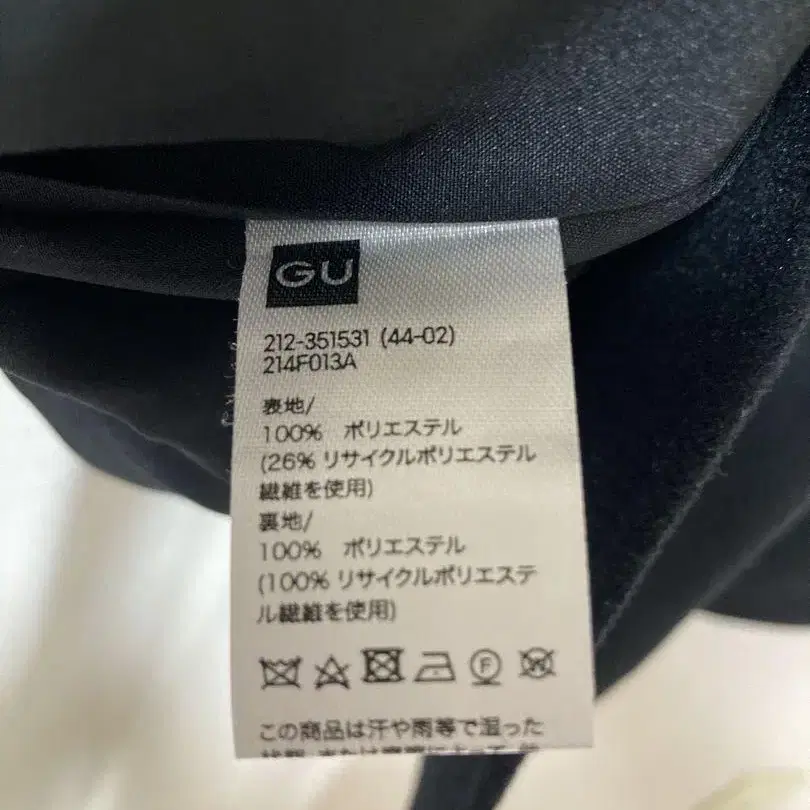 GU
212-351531 (44-02)
214F013A
表地/
100% ポリエステル
(26% リサイクルポリエステル
繊維を使用)
裏地/
100% ポリエステル
(100% リサイクルポリエステ
ル繊維を使用)
F
W
この商品は汗や雨等で湿った